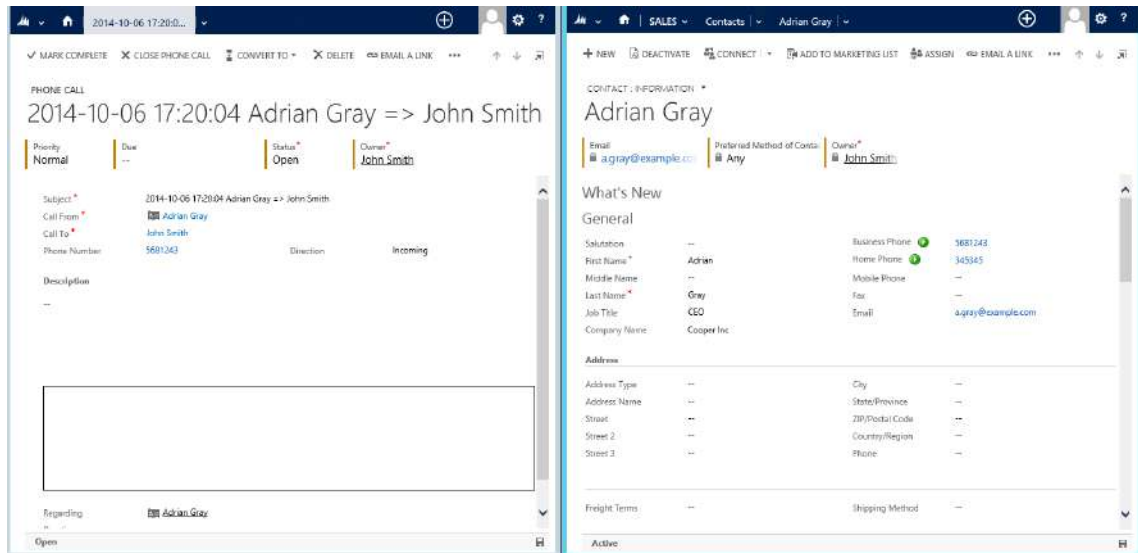 2014-10-06 17:20:0...
?
MARK COMPLETE CLOSE PHONE CALL CONVERT TO DELETE EMAIL A LINK ...
PHONE CALL
2014-10-06 17:20:04 Adrian Gray => John Smith
Priority Due Status* Owner*
Normal -- Open John Smith
Subject* 2014-10-06 17:20:04 Adrian Gray => John Smith
Call From* Adrian Gray
Call To* John Smith
Phone Number 5681243 Direction Incoming
Description
--
Regarding Adrian Gray
Open
SALES Contacts Adrian Gray
?
NEW DEACTIVATE CONNECT ADD TO MARKETING LIST ASSIGN EMAIL A LINK ...
CONTACT : INFORMATION
Adrian Gray
Email Preferred Method of Contac Owner*
a.gray@example.co Any John Smith
What's New
General
Salutation -- Business Phone 5681243
First Name* Adrian Home Phone 345345
Middle Name -- Mobile Phone --
Last Name* Gray Fax --
Job Title CEO Email a.gray@example.com
Company Name Cooper Inc
Address
Address Type -- City --
Address Name -- State/Province --
Street -- ZIP/Postal Code --
Street 2 -- Country/Region --
Street 3 -- Phone --
Freight Terms -- Shipping Method --
Active